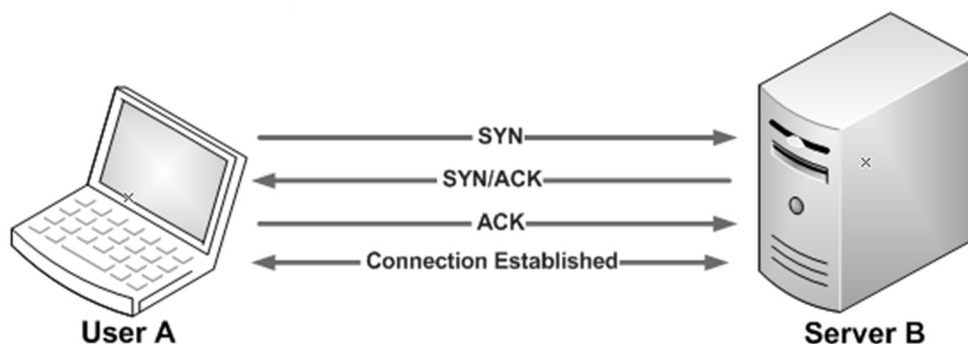 SYN
SYN/ACK
ACK
Connection Established
User A
Server B